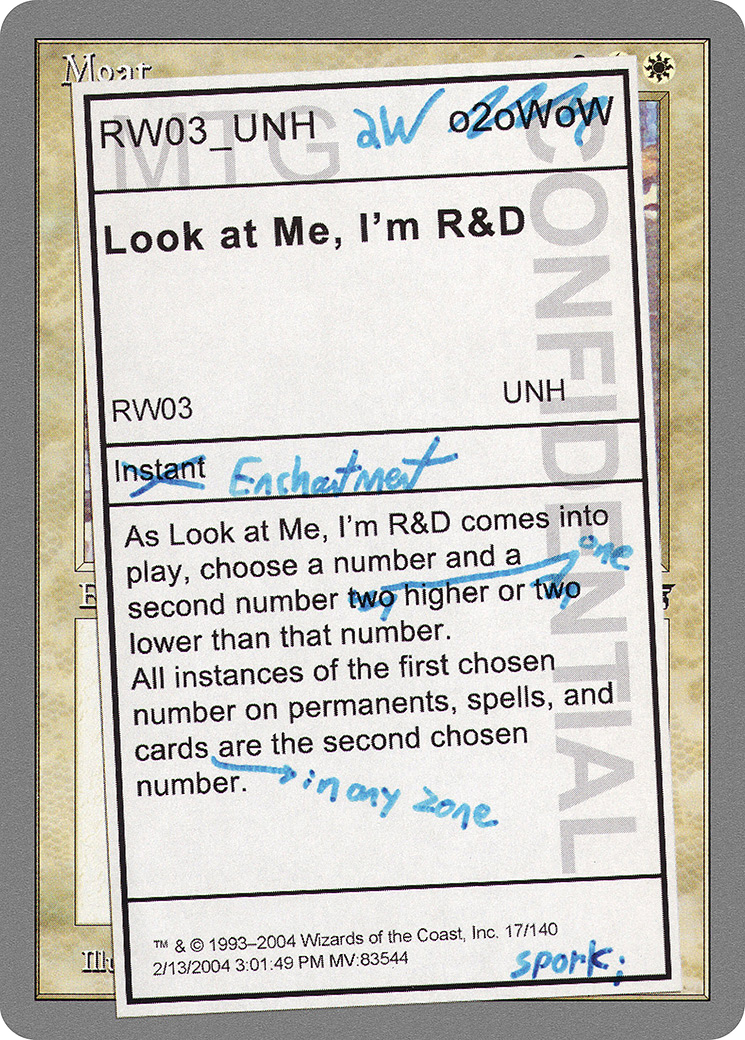 Moat
MTG
CONFIDENTIAL
RW03_UNH 2W o2oWoW
Look at Me, I'm R&D
RW03 UNH
Instant Enchantment
As Look at Me, I'm R&D comes into
play, choose a number and a one
second number two higher or two
lower than that number.
All instances of the first chosen
number on permanents, spells, and
cards are the second chosen
number. in any zone
™ & © 1993–2004 Wizards of the Coast, Inc. 17/140
2/13/2004 3:01:49 PM MV:83544
spork;